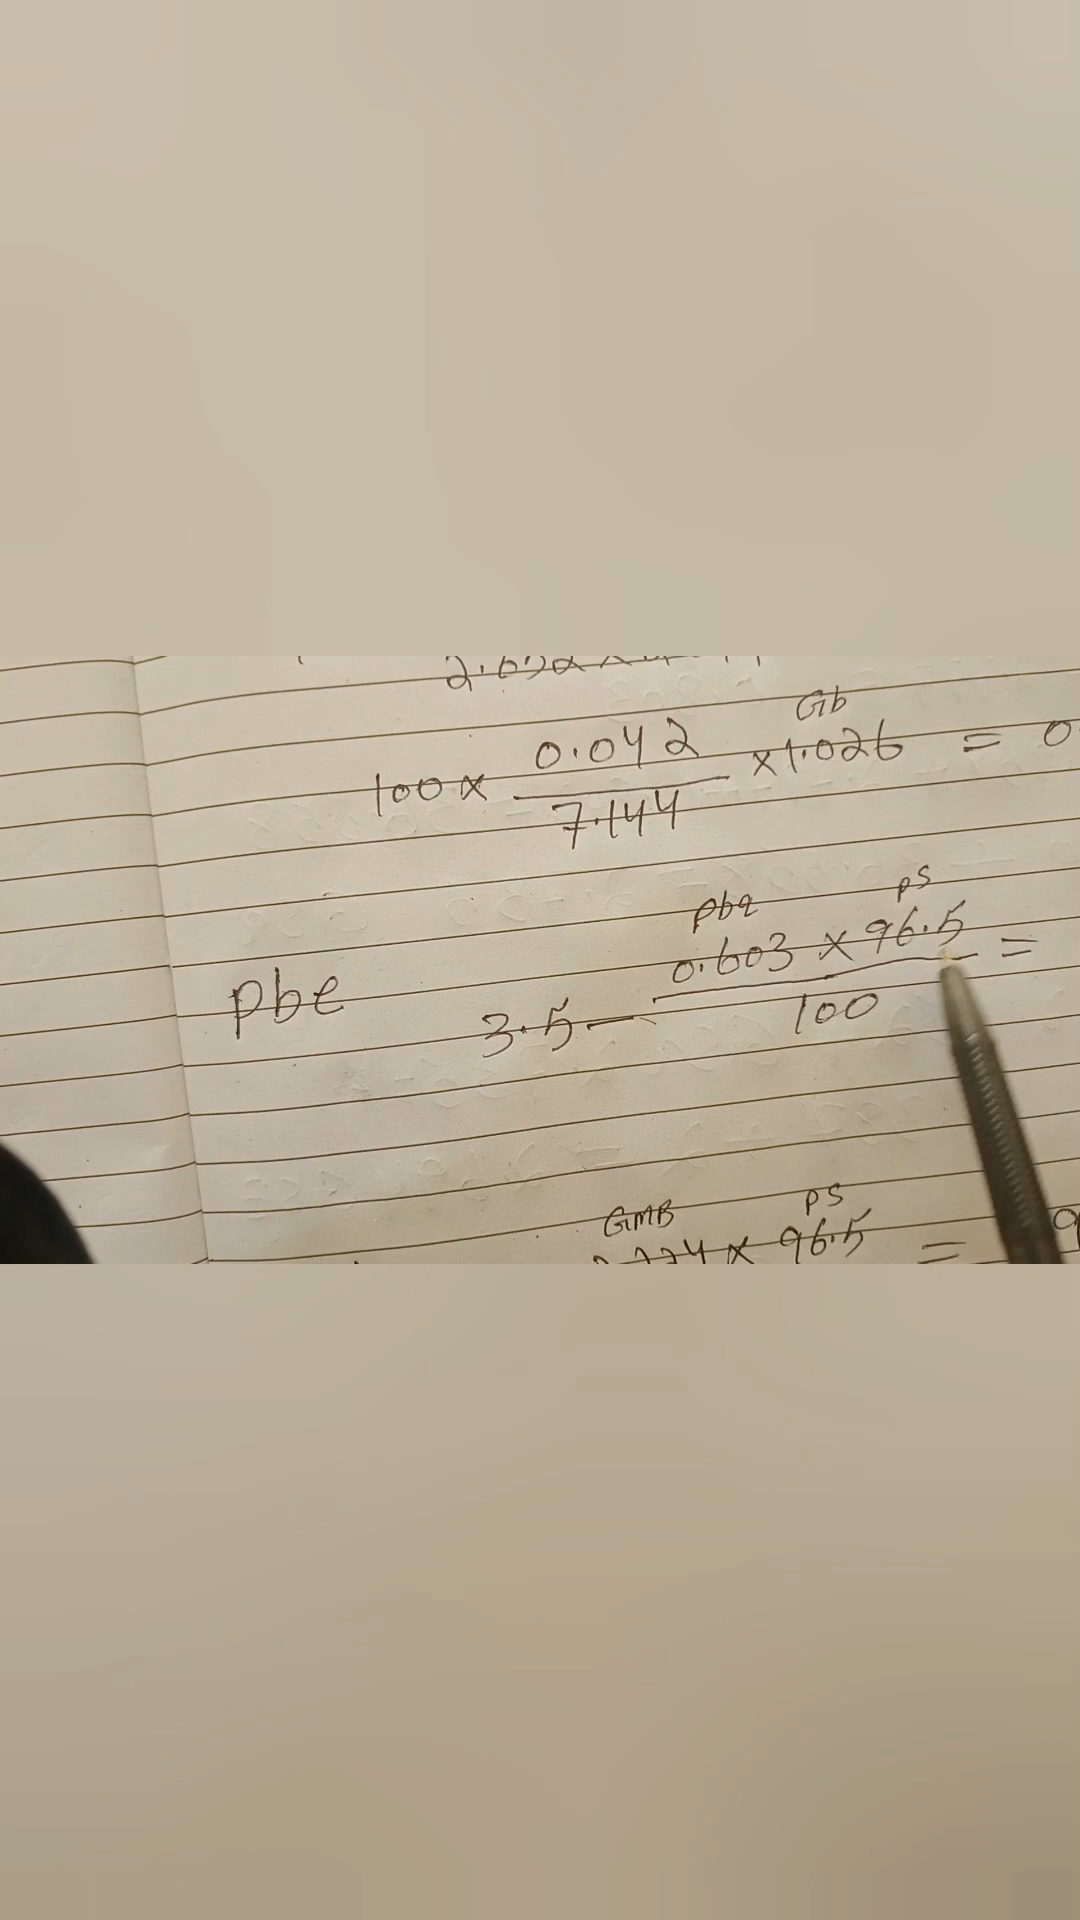 Gb
100 × 0.042 / 7.144 × 1.026 = 0.
pba ps
Pbe 3.5 − 0.603 × 96.5 / 100 =
GMB PS
× 96.5 =